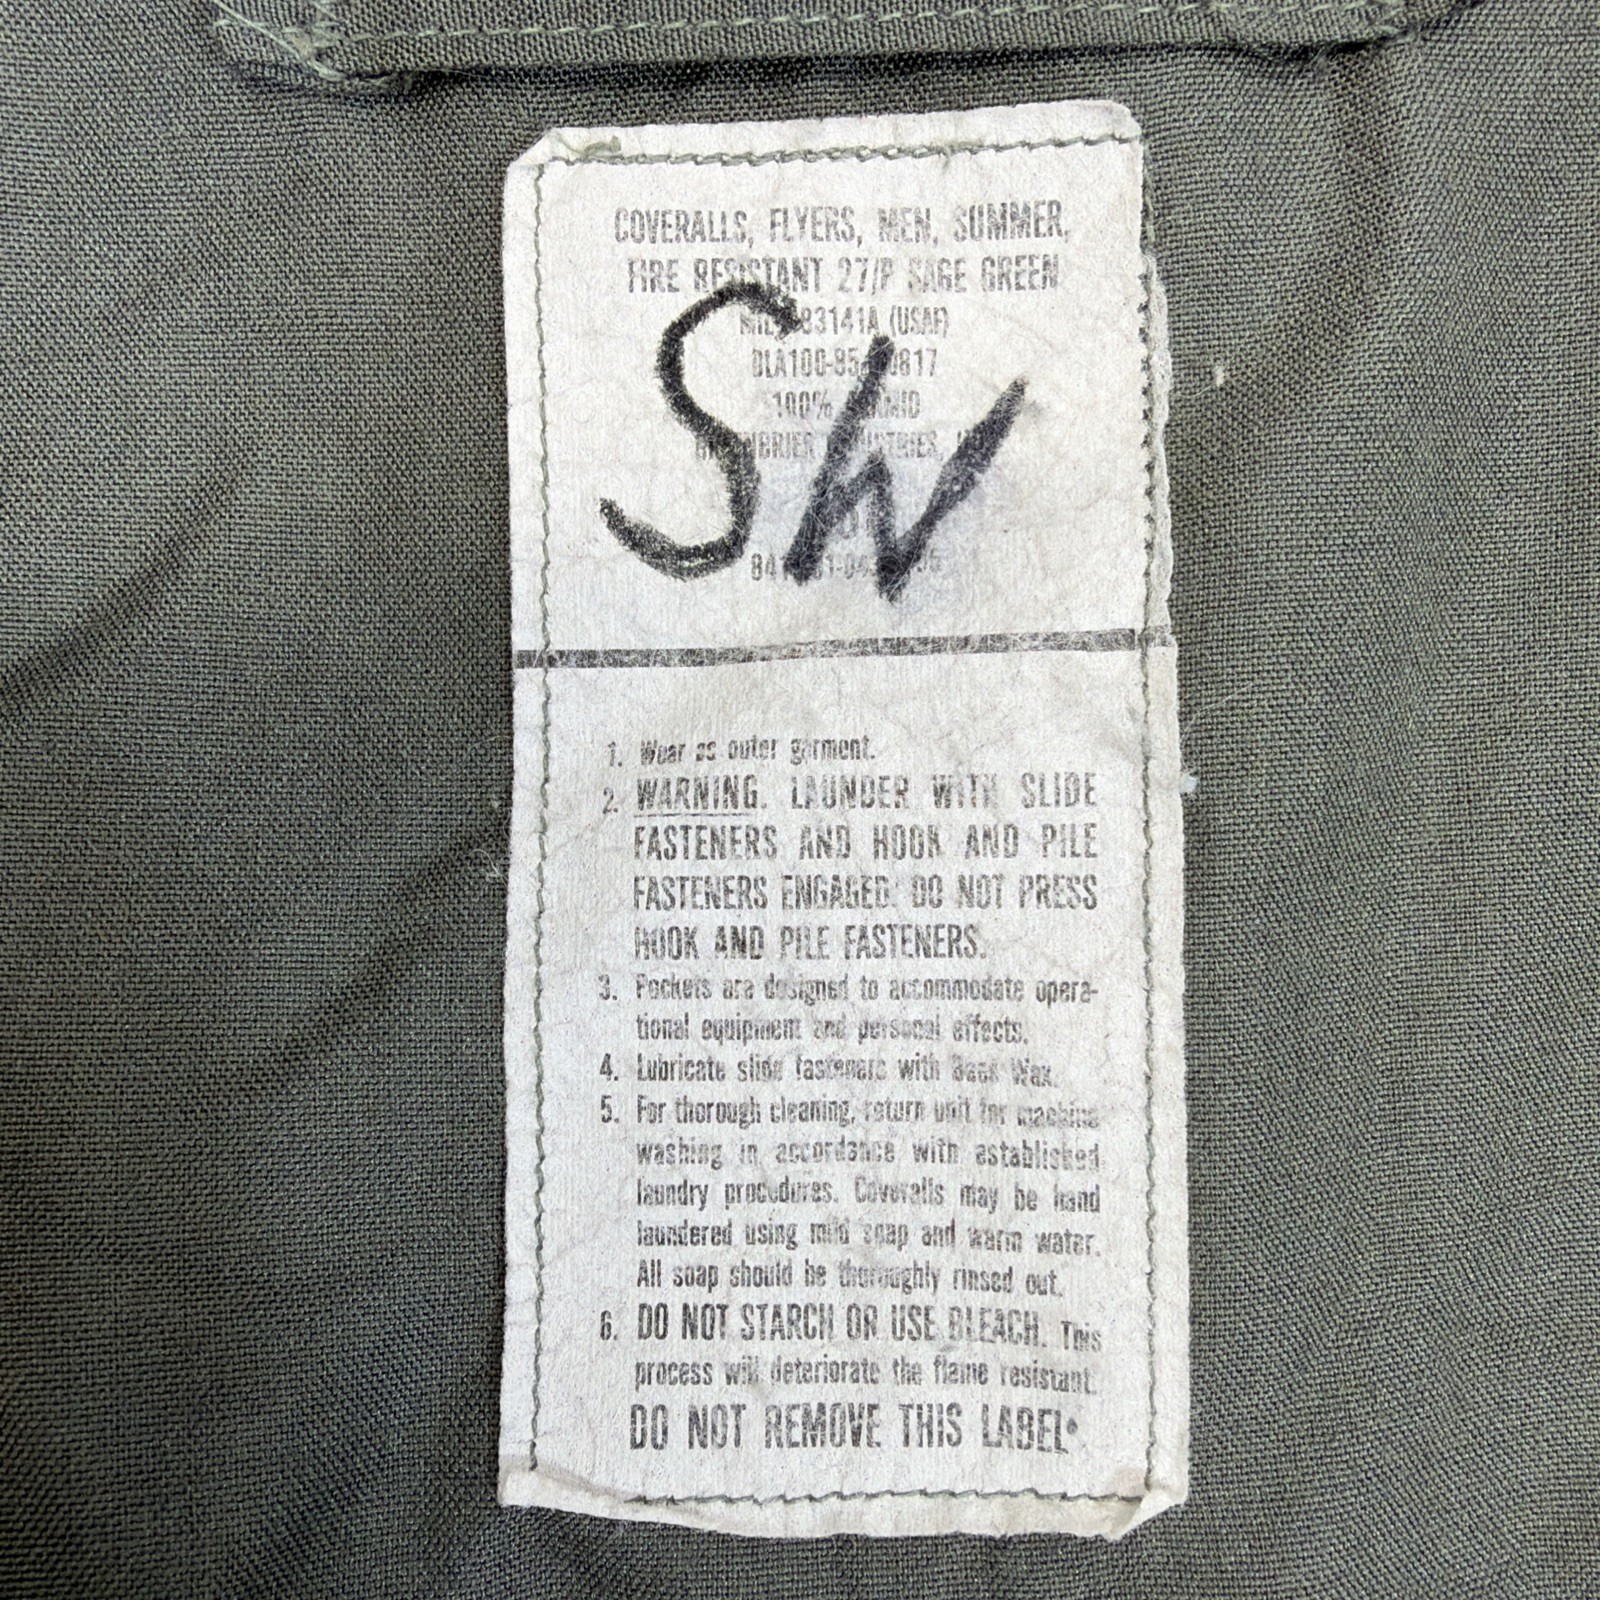 COVERALLS, FLYERS, MEN, SUMMER,
FIRE RESISTANT 27/P SAGE GREEN
83141A (USAF)
100%
SW
1. Wear as outer garment.
2. WARNING. LAUNDER WITH SLIDE
FASTENERS AND HOOK AND PILE
FASTENERS ENGAGED. DO NOT PRESS
HOOK AND PILE FASTENERS.
3. Pockets are designed to accommodate opera-
tional equipment and personal effects.
4. Lubricate slide fasteners with Bees Wax.
5. For thorough cleaning, return unit for machine
washing in accordance with established
laundry procedures. Coveralls may be hand
laundered using mild soap and warm water.
All soap should be thoroughly rinsed out.
6. DO NOT STARCH OR USE BLEACH. This
process will deteriorate the flame resistant.
DO NOT REMOVE THIS LABEL.